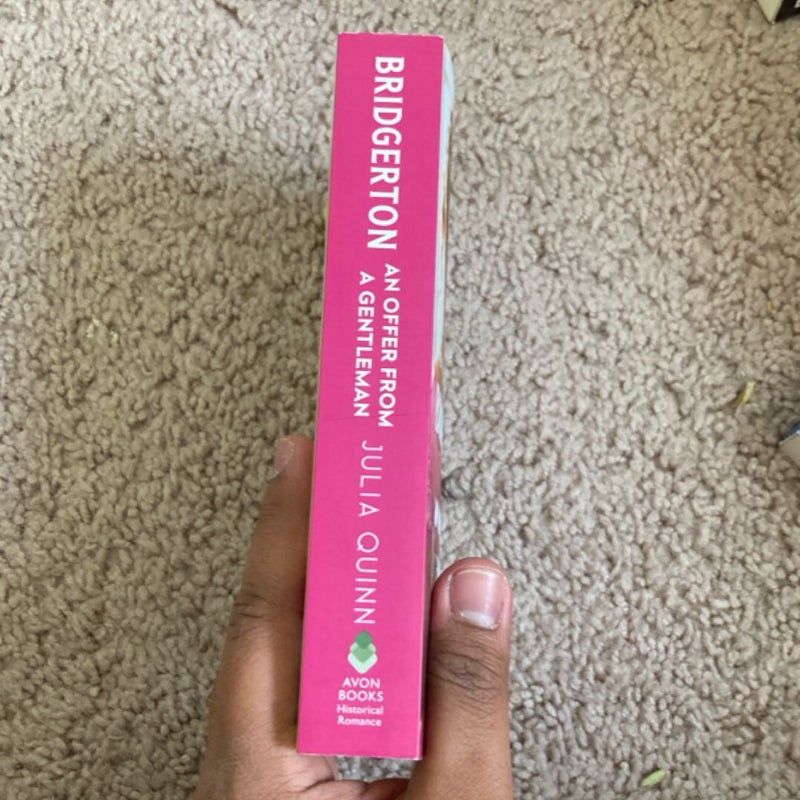 BRIDGERTON
AN OFFER FROM
A GENTLEMAN
JULIA QUINN
AVON
BOOKS
Historical
Romance